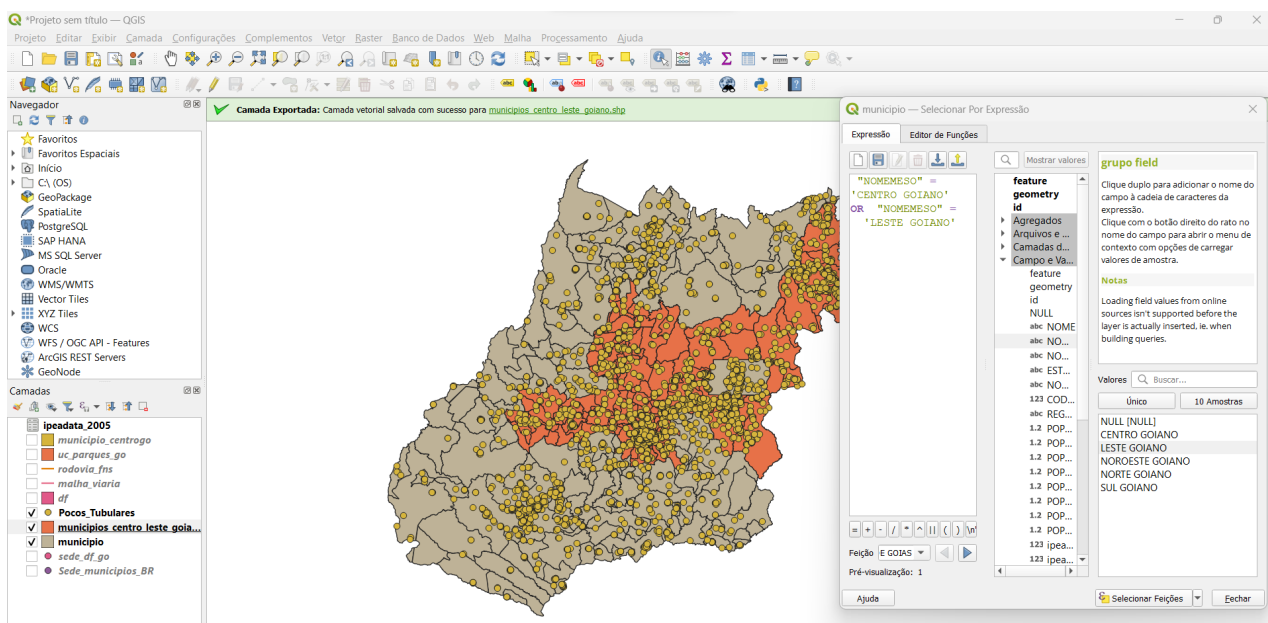 *Projeto sem título — QGIS
Projeto Editar Exibir Camada Configurações Complementos Vetor Raster Banco de Dados Web Malha Processamento Ajuda
Navegador
Favoritos
Favoritos Espaciais
Início
C:\ (OS)
GeoPackage
SpatiaLite
PostgreSQL
SAP HANA
MS SQL Server
Oracle
WMS/WMTS
Vector Tiles
XYZ Tiles
WCS
WFS / OGC API - Features
ArcGIS REST Servers
GeoNode
Camadas
ipeadata_2005
municipio_centrogo
uc_parques_go
rodovia_fns
malha_viaria
df
Pocos_Tubulares
municipios centro leste goia...
municipio
sede_df_go
Sede_municipios_BR
Camada Exportada: Camada vetorial salvada com sucesso para municipios_centro_leste_goiano.shp
municipio — Selecionar Por Expressão
Expressão
Editor de Funções
"NOMEMESO" =
'CENTRO GOIANO'
OR "NOMEMESO" =
'LESTE GOIANO'
= + - / * ^ || ( ) \n'
Feição E GOIAS
Pré-visualização: 1
Mostrar valores
feature
geometry
id
Agregados
Arquivos e ...
Camadas d...
Campo e Va...
feature
geometry
id
NULL
abc NOME
abc NO...
abc NO...
abc EST...
abc NO...
123 COD...
abc REG...
1.2 POP...
1.2 POP...
1.2 POP...
1.2 POP...
1.2 POP...
1.2 POP...
1.2 POP...
1.2 POP...
123 ipea...
123 ipea...
grupo field
Clique duplo para adicionar o nome do
campo à cadeia de caracteres da
expressão.
Clique com o botão direito do rato no
nome do campo para abrir o menu de
contexto com opções de carregar
valores de amostra.
Notas
Loading field values from online
sources isn't supported before the
layer is actually inserted, ie. when
building queries.
Valores Buscar...
Único
10 Amostras
NULL [NULL]
CENTRO GOIANO
LESTE GOIANO
NOROESTE GOIANO
NORTE GOIANO
SUL GOIANO
Ajuda
Selecionar Feições
Fechar